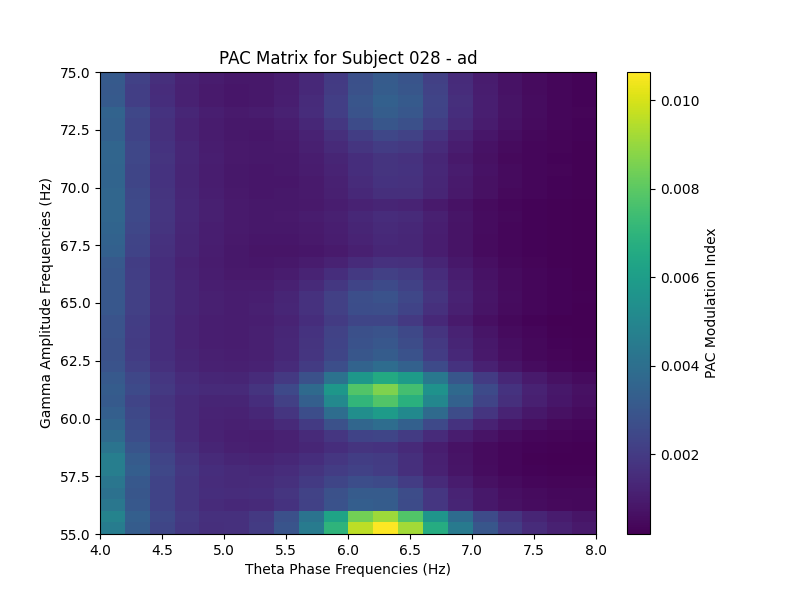 PAC Matrix for Subject 028 - ad
75.0
72.5
70.0
67.5
65.0
62.5
60.0
57.5
55.0
Gamma Amplitude Frequencies (Hz)
4.0 4.5 5.0 5.5 6.0 6.5 7.0 7.5 8.0
Theta Phase Frequencies (Hz)
0.010
0.008
0.006
0.004
0.002
PAC Modulation Index